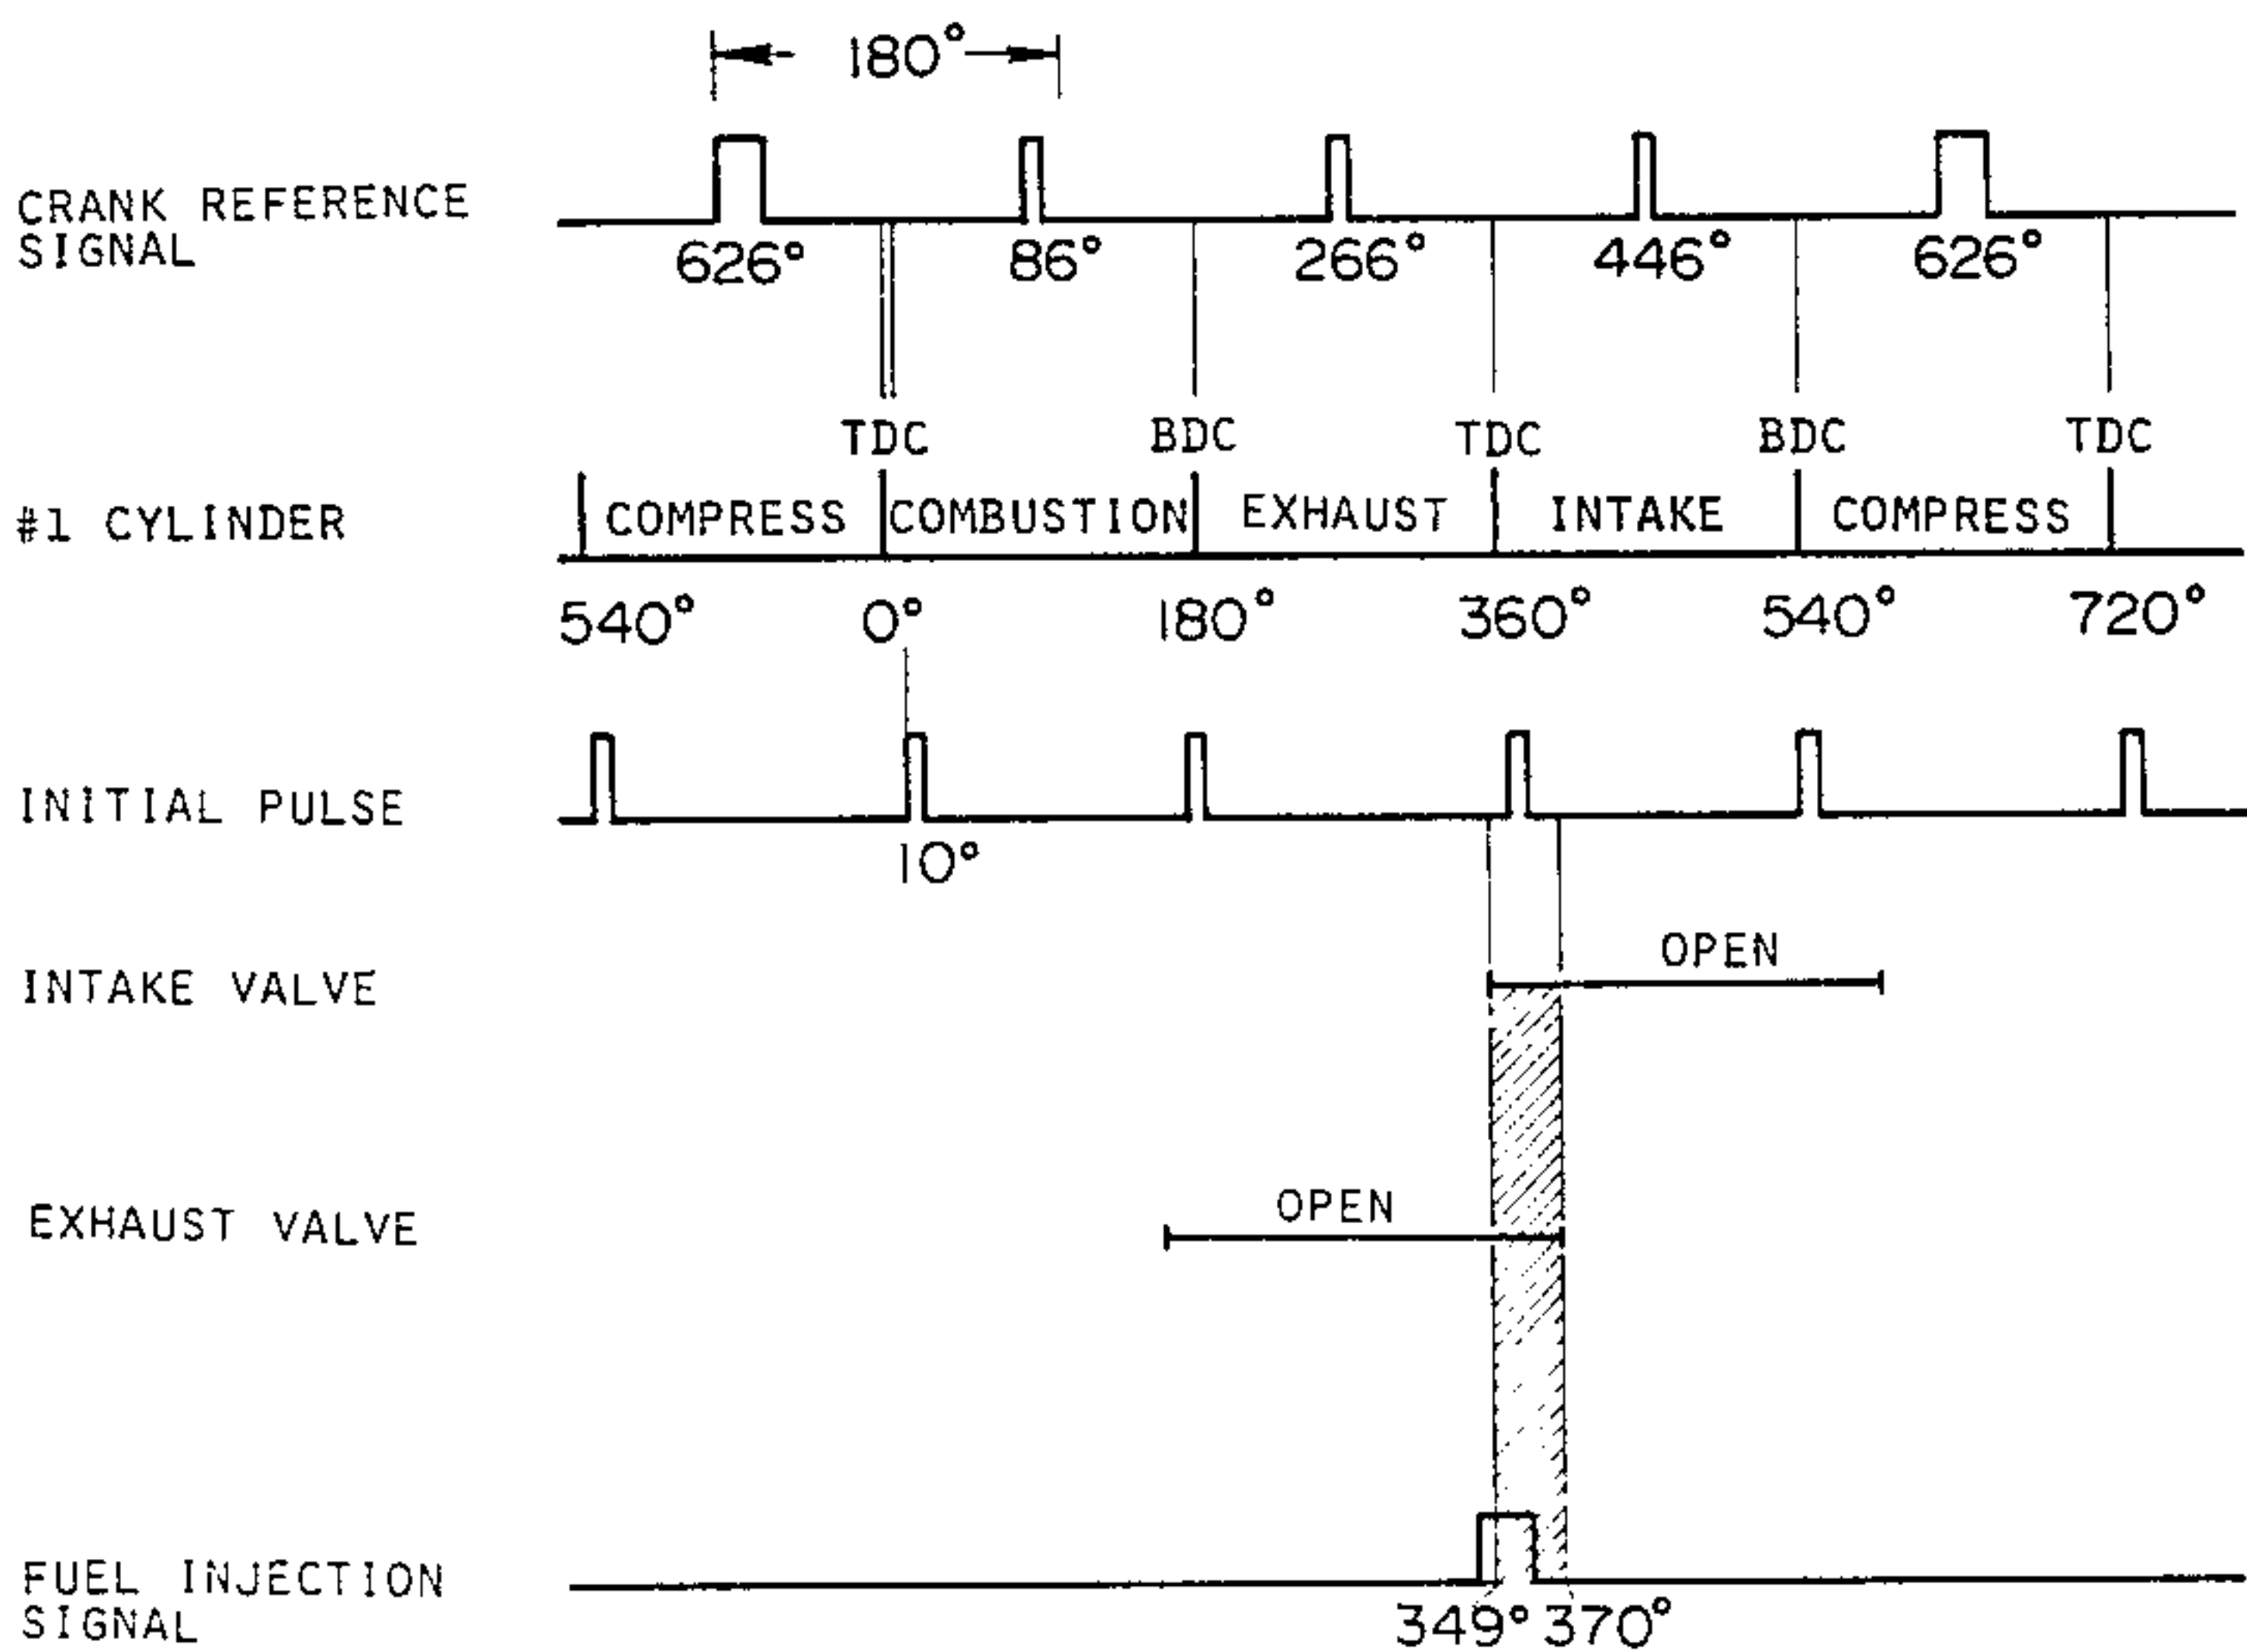 180°
CRANK REFERENCE
SIGNAL
626° 86° 266° 446° 626°
TDC BDC TDC BDC TDC
#1 CYLINDER COMPRESS COMBUSTION EXHAUST INTAKE COMPRESS
540° 0° 180° 360° 540° 720°
INITIAL PULSE
10°
OPEN
INTAKE VALVE
OPEN
EXHAUST VALVE
FUEL INJECTION
SIGNAL
349° 370°